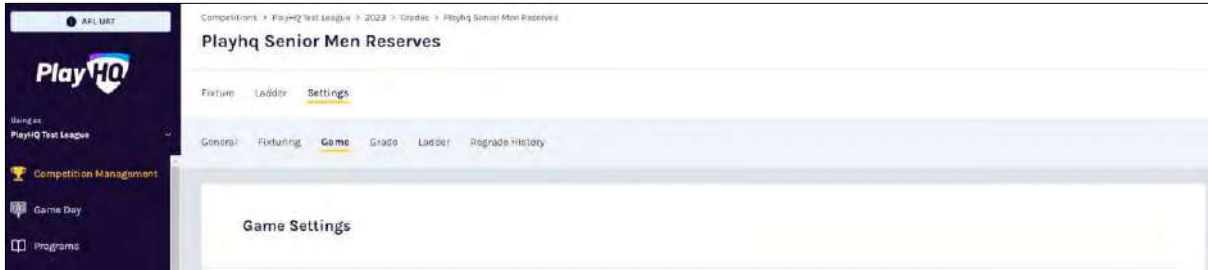 AFL UAT
PlayHQ
Using as
PlayHQ Test League
Competition Management
Game Day
Programs
Competitions > PlayHQ Test League > 2023 > Grades > Playhq Senior Men Reserves
Playhq Senior Men Reserves
Fixture Ladder Settings
General Fixturing Game Grade Ladder Regrade History
Game Settings